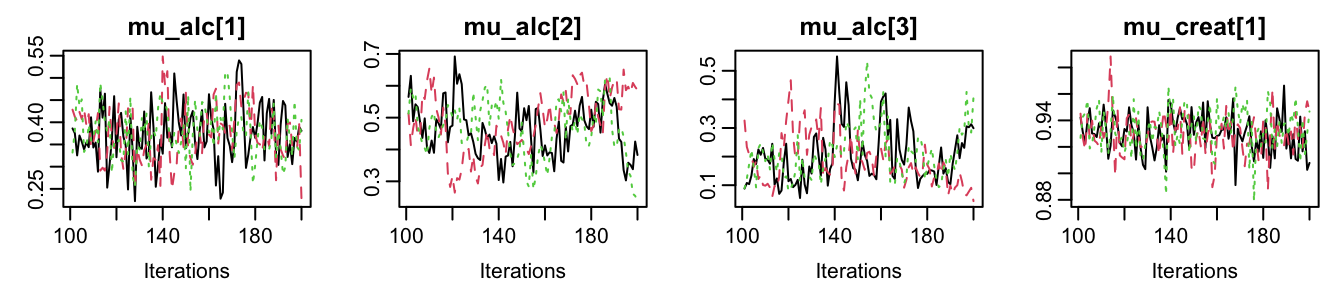 mu_alc[1]
0.25 0.40 0.55
100 140 180
Iterations
mu_alc[2]
0.3 0.5 0.7
100 140 180
Iterations
mu_alc[3]
0.1 0.3 0.5
100 140 180
Iterations
mu_creat[1]
0.88 0.94
100 140 180
Iterations